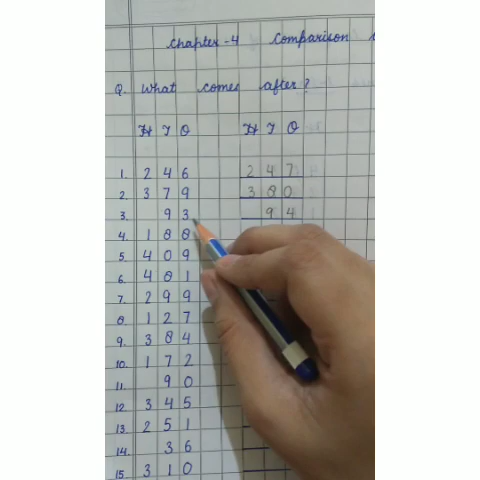 Chapter-4 Comparison
Q. What comes after?
H T O H T O
1. 2 4 6 2 4 7
2. 3 7 9 3 8 0
3. 9 3 9 4
4. 1 8 8
5. 4 0 9
6. 4 8 1
7. 2 9 9
8 1 2 7
9. 3 8 4
10. 1 7 2
11. 9 0
12. 3 4 5
13. 2 5 1
14. 3 6
15. 3 1 0